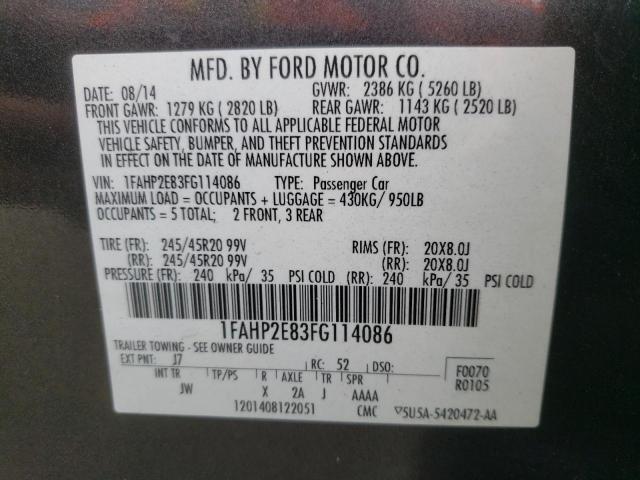 MFD. BY FORD MOTOR CO.
DATE: 08/14 GVWR: 2386 KG ( 5260 LB)
FRONT GAWR: 1279 KG ( 2820 LB) REAR GAWR: 1143 KG ( 2520 LB)
THIS VEHICLE CONFORMS TO ALL APPLICABLE FEDERAL MOTOR
VEHICLE SAFETY, BUMPER, AND THEFT PREVENTION STANDARDS
IN EFFECT ON THE DATE OF MANUFACTURE SHOWN ABOVE.
VIN: 1FAHP2E83FG114086 TYPE: Passenger Car
MAXIMUM LOAD = OCCUPANTS + LUGGAGE = 430KG/ 950LB
OCCUPANTS = 5 TOTAL; 2 FRONT, 3 REAR
TIRE (FR): 245/45R20 99V RIMS (FR): 20X8.0J
(RR): 245/45R20 99V (RR): 20X8.0J
PRESSURE (FR): 240 kPa/ 35 PSI COLD (RR): 240 kPa/ 35 PSI COLD
1FAHP2E83FG114086
TRAILER TOWING - SEE OWNER GUIDE
EXT PNT: J7 RC: 52 DSO: F0070
R0105
INT TR TP/PS R AXLE TR SPR
JW X 2A J AAAA
1201408122051 CMC ▽SU5A-5420472-AA